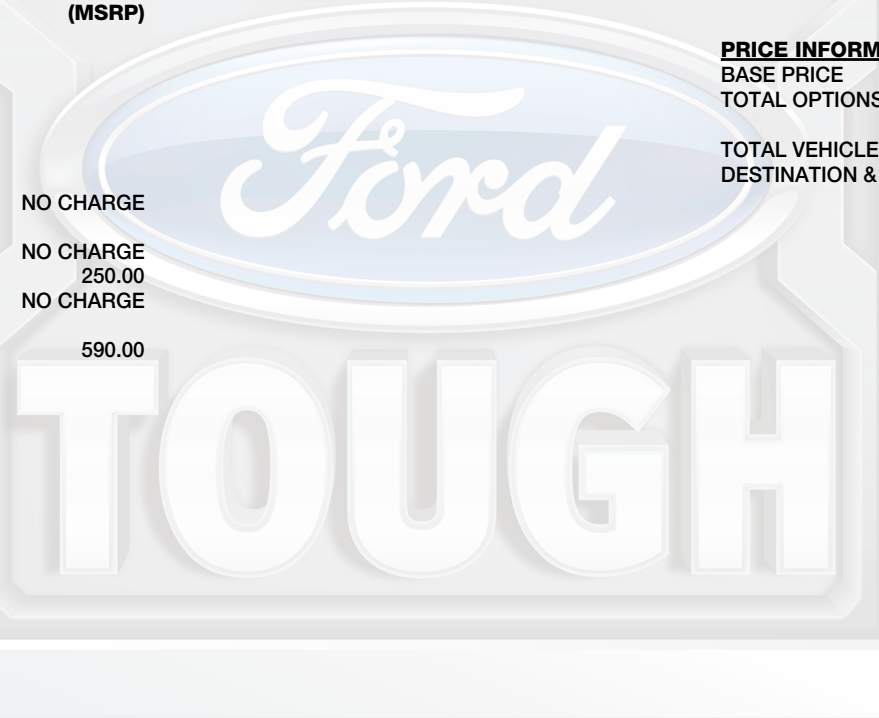 (MSRP)
NO CHARGE
NO CHARGE
250.00
NO CHARGE
590.00
PRICE INFORM
BASE PRICE
TOTAL OPTIONS
TOTAL VEHICLE
DESTINATION &
Ford
TOUGH